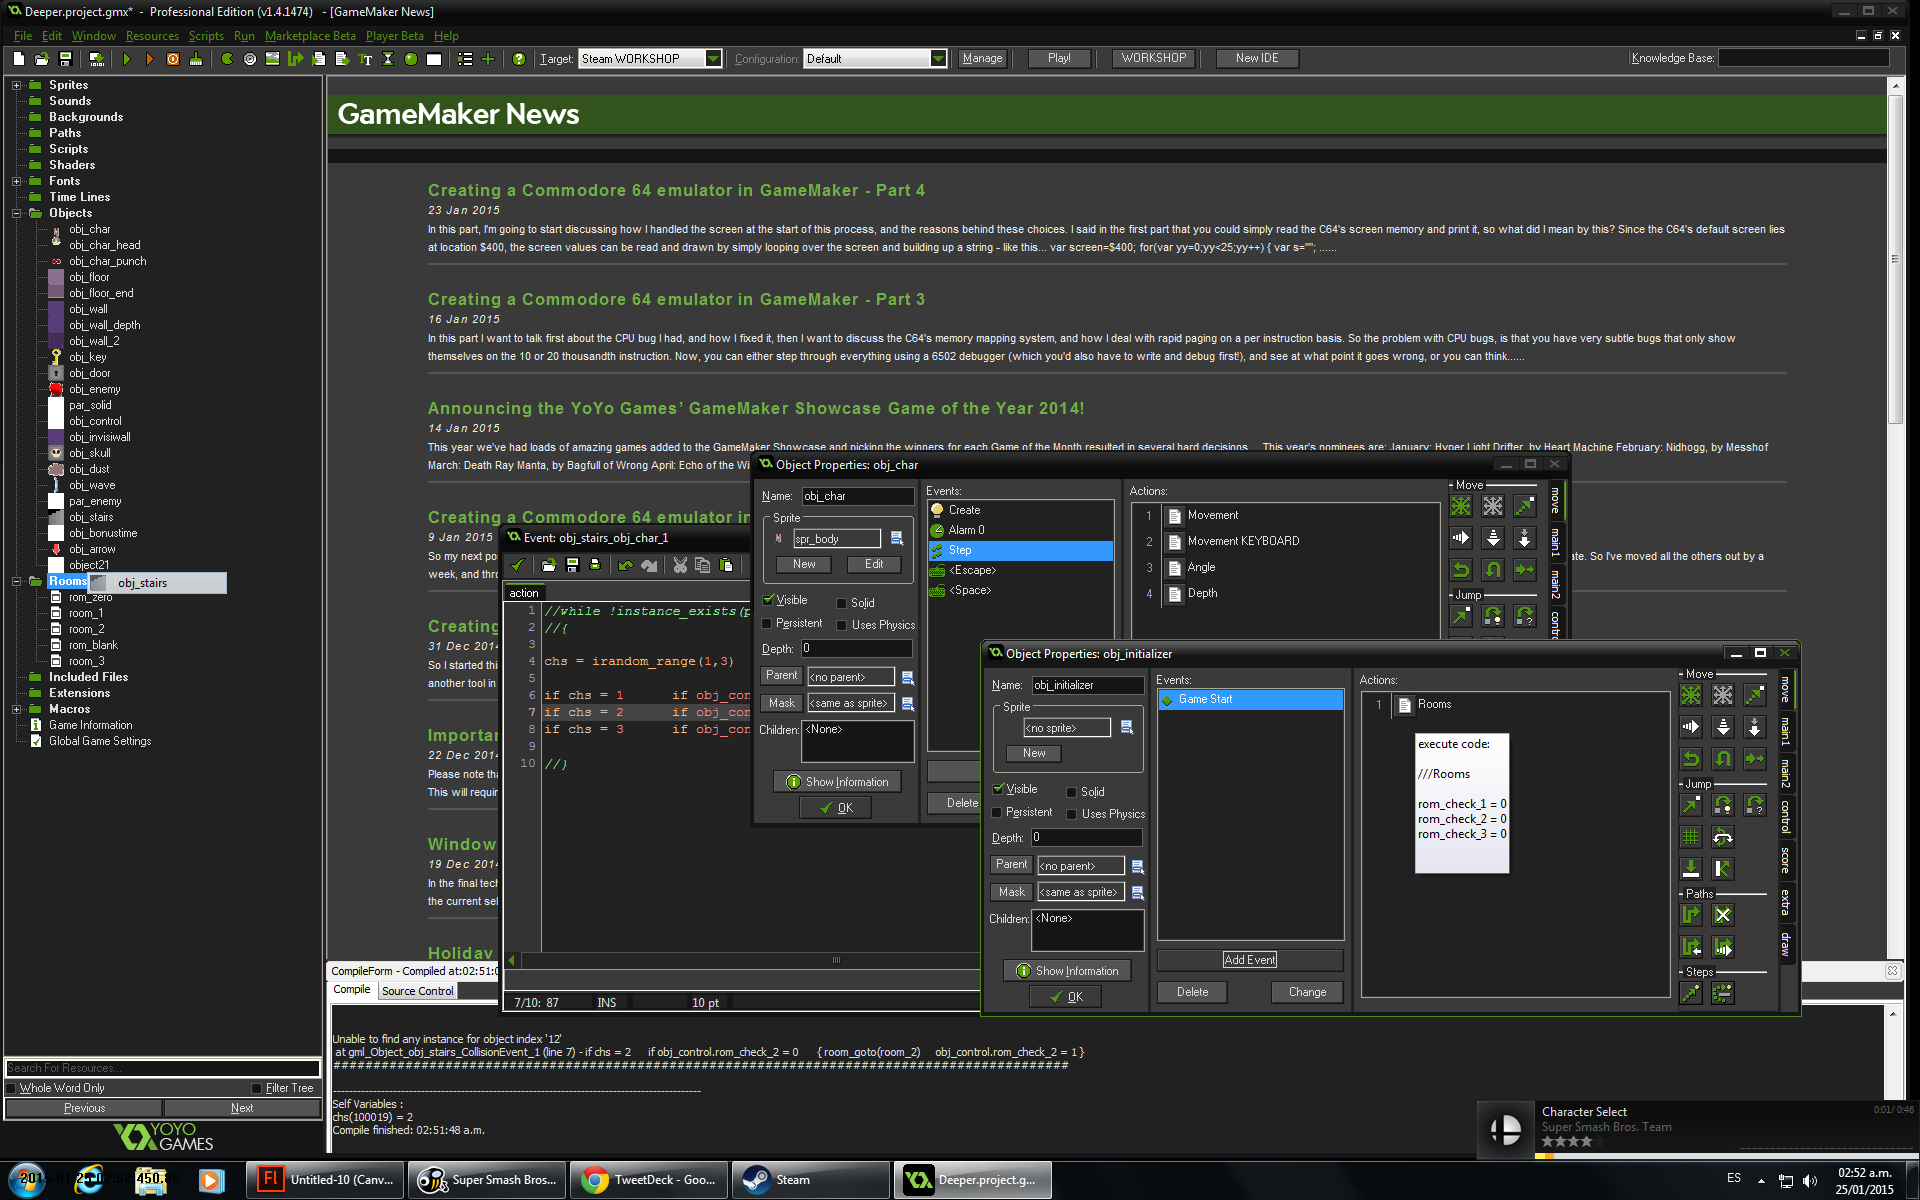 Deeper.project.gmx*  -  Professional Edition (v1.4.1474)   - [GameMaker News]
File Edit Window Resources Scripts Run Marketplace Beta Player Beta Help
Target: Steam WORKSHOP Configuration: Default Manage Play! WORKSHOP New IDE Knowledge Base:
Sprites
Sounds
Backgrounds
Paths
Scripts
Shaders
Fonts
Time Lines
Objects
obj_char
obj_char_head
obj_char_punch
obj_floor
obj_floor_end
obj_wall
obj_wall_depth
obj_wall_2
obj_key
obj_door
obj_enemy
par_solid
obj_control
obj_invisiwall
obj_skull
obj_dust
obj_wave
par_enemy
obj_stairs
obj_bonustime
obj_arrow
object21
Rooms
obj_stairs
rom_zero
room_1
room_2
rom_blank
room_3
Included Files
Extensions
Macros
Game Information
Global Game Settings
Search For Resources...
Whole Word Only Filter Tree
Previous Next
YOYO
GAMES
GameMaker News
Creating a Commodore 64 emulator in GameMaker - Part 4
23 Jan 2015
In this part, I'm going to start discussing how I handled the screen at the start of this process, and the reasons behind these choices. I said in the first part that you could simply read the C64's screen memory and print it, so what did I mean by this? Since the C64's default screen lies
at location $400, the screen values can be read and drawn by simply looping over the screen and building up a string - like this... var screen=$400; for(var yy=0;yy<25;yy++) { var s=""; ......
Creating a Commodore 64 emulator in GameMaker - Part 3
16 Jan 2015
In this part I want to talk first about the CPU bug I had, and how I fixed it, then I want to discuss the C64's memory mapping system, and how I deal with rapid paging on a per instruction basis. So the problem with CPU bugs, is that you have very subtle bugs that only show
themselves on the 10 or 20 thousandth instruction. Now, you can either step through everything using a 6502 debugger (which you'd also have to write and debug first!), and see at what point it goes wrong, or you can think......
Announcing the YoYo Games' GameMaker Showcase Game of the Year 2014!
14 Jan 2015
This year we've had loads of amazing games added to the GameMaker Showcase and picking the winners for each Game of the Month resulted in several hard decisions.   This year's nominees are: January: Hyper Light Drifter, by Heart Machine February: Nidhogg, by Messhof
March: Death Ray Manta, by Bagfull of Wrong April: Echo of the Wi
Creating a Commodore 64 emulator in
9 Jan 2015
So my next po
ate. So I've moved all the others out by a
week, and thro
Creating
31 Dec 2014
So I started this
another tool in
Importan
22 Dec 2014
Please note tha
This will requir
Window
19 Dec 2014
In the final tech
the current sel
Holiday
Event: obj_stairs_obj_char_1
action
1 //while !instance_exists(p
2 //{
3
4 chs = irandom_range(1,3)
5
6 if chs = 1      if obj_con
7 if chs = 2      if obj_con
8 if chs = 3      if obj_con
9
10 //}
7/10: 87 INS 10 pt
Object Properties: obj_char
Name: obj_char
Sprite
spr_body
New Edit
Visible Solid
Persistent Uses Physics
Depth: 0
Parent <no parent>
Mask <same as sprite>
Children: <None>
Show Information
OK
Events:
Create
Alarm 0
Step
<Escape>
<Space>
Delete
Actions:
1 Movement
2 Movement KEYBOARD
3 Angle
4 Depth
Move
Jump
move
main1
main2
contro
Object Properties: obj_initializer
Name: obj_initializer
Sprite
<no sprite>
New
Visible Solid
Persistent Uses Physics
Depth: 0
Parent <no parent>
Mask <same as sprite>
Children: <None>
Show Information
OK
Events:
Game Start
Add Event
Delete Change
Actions:
1 Rooms
execute code:
///Rooms
rom_check_1 = 0
rom_check_2 = 0
rom_check_3 = 0
Move
Jump
Paths
Steps
move
main1
main2
control
score
extra
draw
CompileForm - Compiled at:02:51:0
Compile Source Control
Unable to find any instance for object index '12'
at gml_Object_obj_stairs_CollisionEvent_1 (line 7) - if chs = 2      if obj_control.rom_check_2 = 0      { room_goto(room_2)     obj_control.rom_check_2 = 1 }
############################################################################################
--------------------------------------------------------------------------------------------
Self Variables :
chs(100019) = 2
Compile finished: 02:51:48 a.m.
Character Select 0:01/ 0:46
Super Smash Bros. Team
★★★★
Untitled-10 (Canv...
Super Smash Bros...
TweetDeck - Goo...
Steam
Deeper.project.g...
ES
02:52 a.m.
25/01/2015